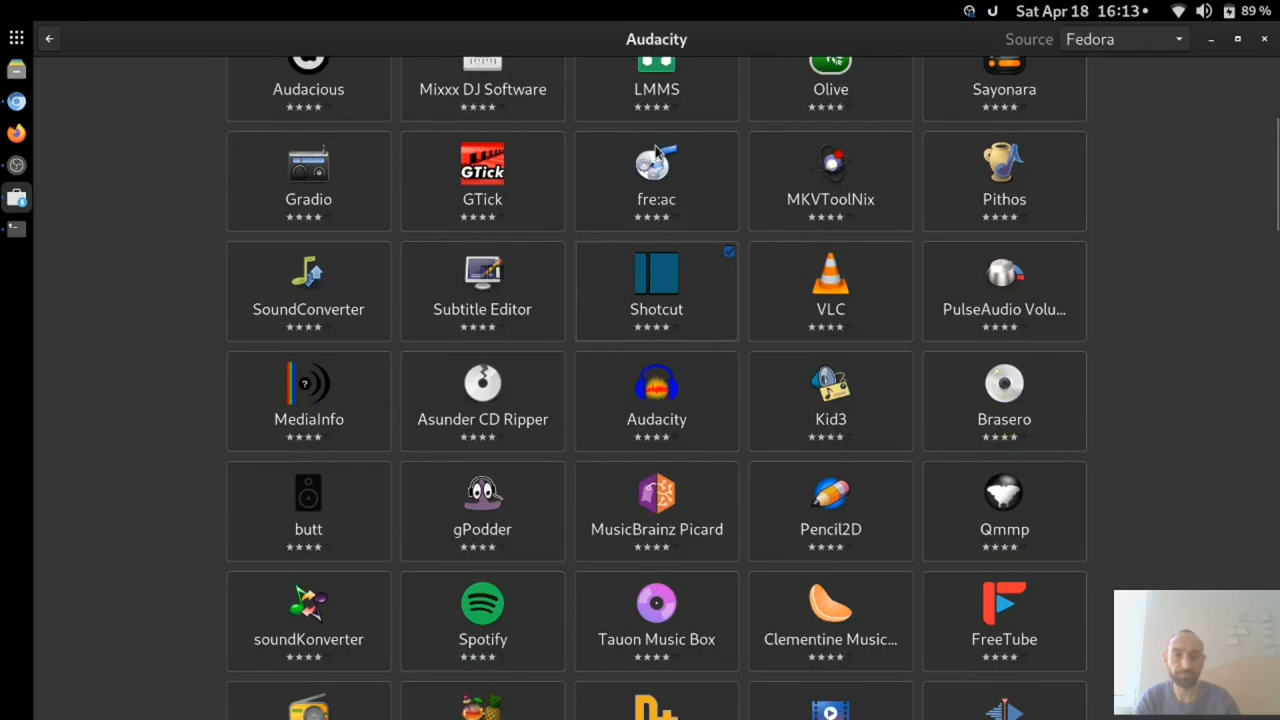 Sat Apr 18 16:13
89 %
Audacity
Source Fedora
Audacious
Mixxx DJ Software
LMMS
Olive
Sayonara
Gradio
GTick
GTick
fre:ac
MKVToolNix
Pithos
SoundConverter
Subtitle Editor
Shotcut
VLC
PulseAudio Volu...
?
MediaInfo
Asunder CD Ripper
Audacity
Kid3
Brasero
butt
gPodder
MusicBrainz Picard
Pencil2D
Qmmp
soundKonverter
Spotify
Tauon Music Box
Clementine Music...
FreeTube